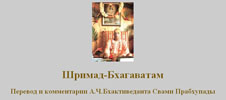 Шримад-Бхагаватам
Перевод и комментарии А.Ч.Бхактиведанта Свами Прабхупады